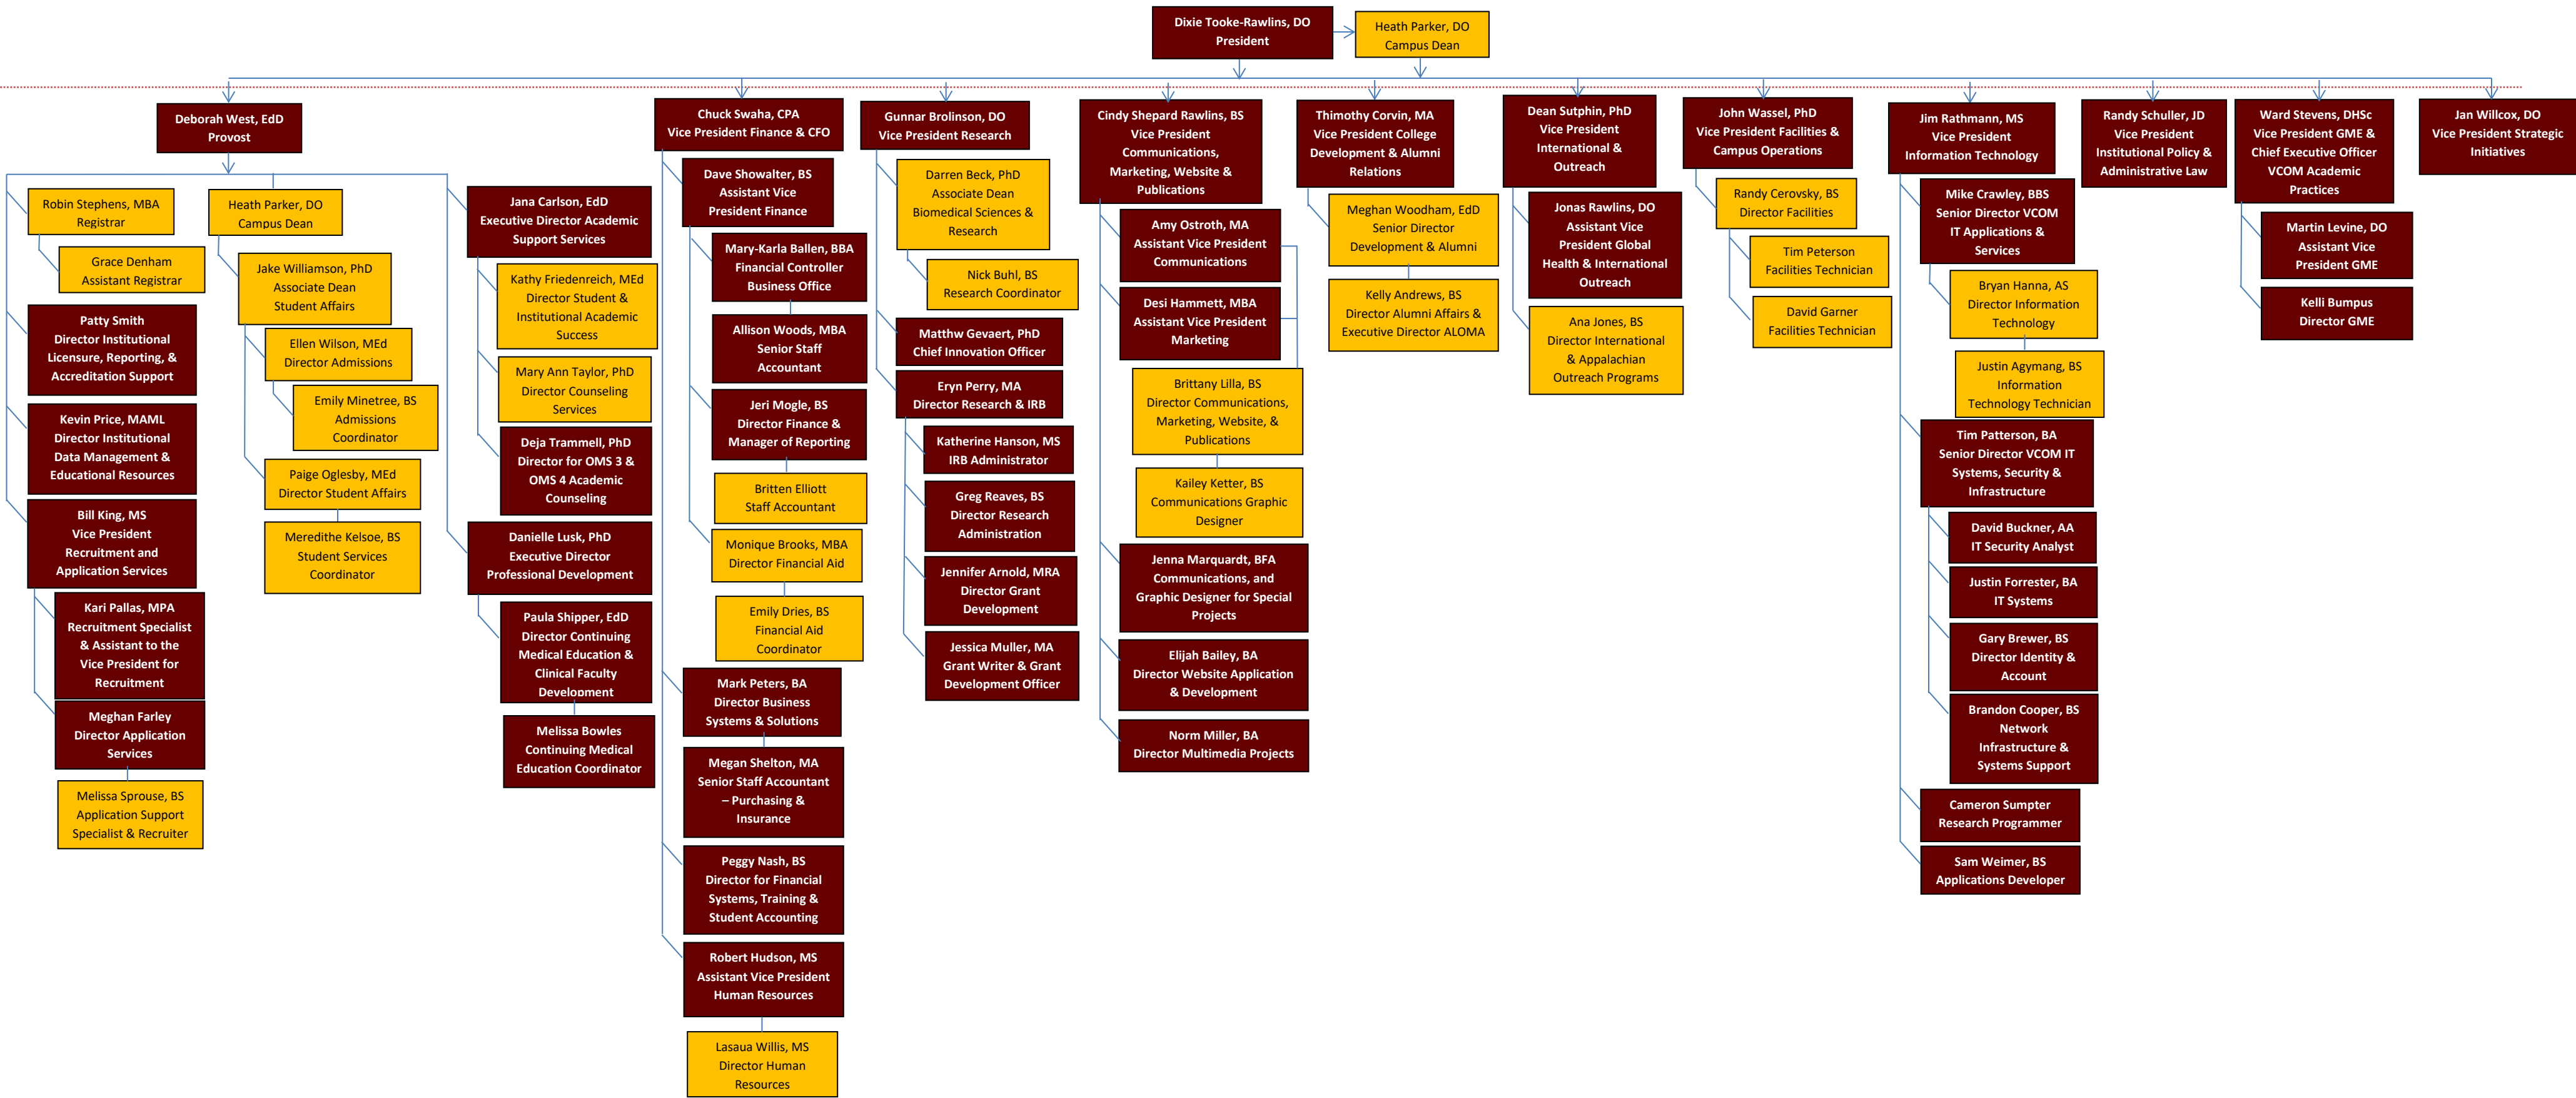 Dixie Tooke-Rawlins, DO
President
Heath Parker, DO
Campus Dean
Deborah West, EdD
Provost
Robin Stephens, MBA
Registrar
Grace Denham
Assistant Registrar
Patty Smith
Director Institutional
Licensure, Reporting, &
Accreditation Support
Kevin Price, MAML
Director Institutional
Data Management &
Educational Resources
Bill King, MS
Vice President
Recruitment and
Application Services
Kari Pallas, MPA
Recruitment Specialist
& Assistant to the
Vice President for
Recruitment
Meghan Farley
Director Application
Services
Melissa Sprouse, BS
Application Support
Specialist & Recruiter
Heath Parker, DO
Campus Dean
Jake Williamson, PhD
Associate Dean
Student Affairs
Ellen Wilson, MEd
Director Admissions
Emily Minetree, BS
Admissions
Coordinator
Paige Oglesby, MEd
Director Student Affairs
Meredithe Kelsoe, BS
Student Services
Coordinator
Jana Carlson, EdD
Executive Director Academic
Support Services
Kathy Friedenreich, MEd
Director Student &
Institutional Academic
Success
Mary Ann Taylor, PhD
Director Counseling
Services
Deja Trammell, PhD
Director for OMS 3 &
OMS 4 Academic
Counseling
Danielle Lusk, PhD
Executive Director
Professional Development
Paula Shipper, EdD
Director Continuing
Medical Education &
Clinical Faculty
Development
Melissa Bowles
Continuing Medical
Education Coordinator
Chuck Swaha, CPA
Vice President Finance & CFO
Dave Showalter, BS
Assistant Vice
President Finance
Mary-Karla Ballen, BBA
Financial Controller
Business Office
Allison Woods, MBA
Senior Staff
Accountant
Jeri Mogle, BS
Director Finance &
Manager of Reporting
Britten Elliott
Staff Accountant
Monique Brooks, MBA
Director Financial Aid
Emily Dries, BS
Financial Aid
Coordinator
Mark Peters, BA
Director Business
Systems & Solutions
Megan Shelton, MA
Senior Staff Accountant
– Purchasing &
Insurance
Peggy Nash, BS
Director for Financial
Systems, Training &
Student Accounting
Robert Hudson, MS
Assistant Vice President
Human Resources
Lasaua Willis, MS
Director Human
Resources
Gunnar Brolinson, DO
Vice President Research
Darren Beck, PhD
Associate Dean
Biomedical Sciences &
Research
Nick Buhl, BS
Research Coordinator
Matthw Gevaert, PhD
Chief Innovation Officer
Eryn Perry, MA
Director Research & IRB
Katherine Hanson, MS
IRB Administrator
Greg Reaves, BS
Director Research
Administration
Jennifer Arnold, MRA
Director Grant
Development
Jessica Muller, MA
Grant Writer & Grant
Development Officer
Cindy Shepard Rawlins, BS
Vice President
Communications,
Marketing, Website &
Publications
Amy Ostroth, MA
Assistant Vice President
Communications
Desi Hammett, MBA
Assistant Vice President
Marketing
Brittany Lilla, BS
Director Communications,
Marketing, Website, &
Publications
Kailey Ketter, BS
Communications Graphic
Designer
Jenna Marquardt, BFA
Communications, and
Graphic Designer for Special
Projects
Elijah Bailey, BA
Director Website Application
& Development
Norm Miller, BA
Director Multimedia Projects
Thimothy Corvin, MA
Vice President College
Development & Alumni
Relations
Meghan Woodham, EdD
Senior Director
Development & Alumni
Kelly Andrews, BS
Director Alumni Affairs &
Executive Director ALOMA
Dean Sutphin, PhD
Vice President
International &
Outreach
Jonas Rawlins, DO
Assistant Vice
President Global
Health & International
Outreach
Ana Jones, BS
Director International
& Appalachian
Outreach Programs
John Wassel, PhD
Vice President Facilities &
Campus Operations
Randy Cerovsky, BS
Director Facilities
Tim Peterson
Facilities Technician
David Garner
Facilities Technician
Jim Rathmann, MS
Vice President
Information Technology
Mike Crawley, BBS
Senior Director VCOM
IT Applications &
Services
Bryan Hanna, AS
Director Information
Technology
Justin Agymang, BS
Information
Technology Technician
Tim Patterson, BA
Senior Director VCOM IT
Systems, Security &
Infrastructure
David Buckner, AA
IT Security Analyst
Justin Forrester, BA
IT Systems
Gary Brewer, BS
Director Identity &
Account
Brandon Cooper, BS
Network
Infrastructure &
Systems Support
Cameron Sumpter
Research Programmer
Sam Weimer, BS
Applications Developer
Randy Schuller, JD
Vice President
Institutional Policy &
Administrative Law
Ward Stevens, DHSc
Vice President GME &
Chief Executive Officer
VCOM Academic
Practices
Martin Levine, DO
Assistant Vice
President GME
Kelli Bumpus
Director GME
Jan Willcox, DO
Vice President Strategic
Initiatives